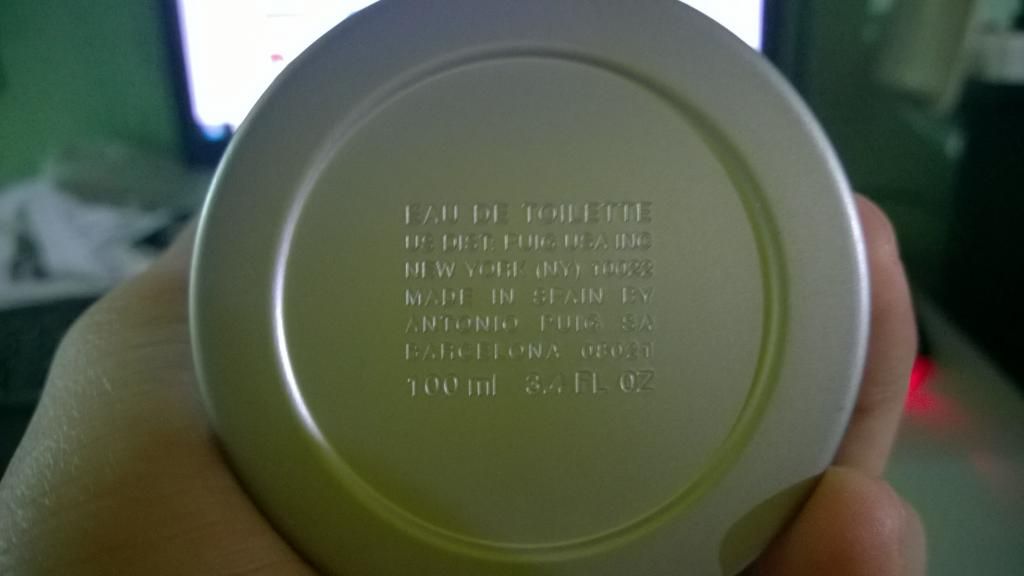 EAU DE TOILETTE
US DIST. PUIG USA INC
NEW YORK (NY) 10022
MADE IN SPAIN BY
ANTONIO PUIG SA
BARCELONA 08021
100 ml 3.4 FL OZ